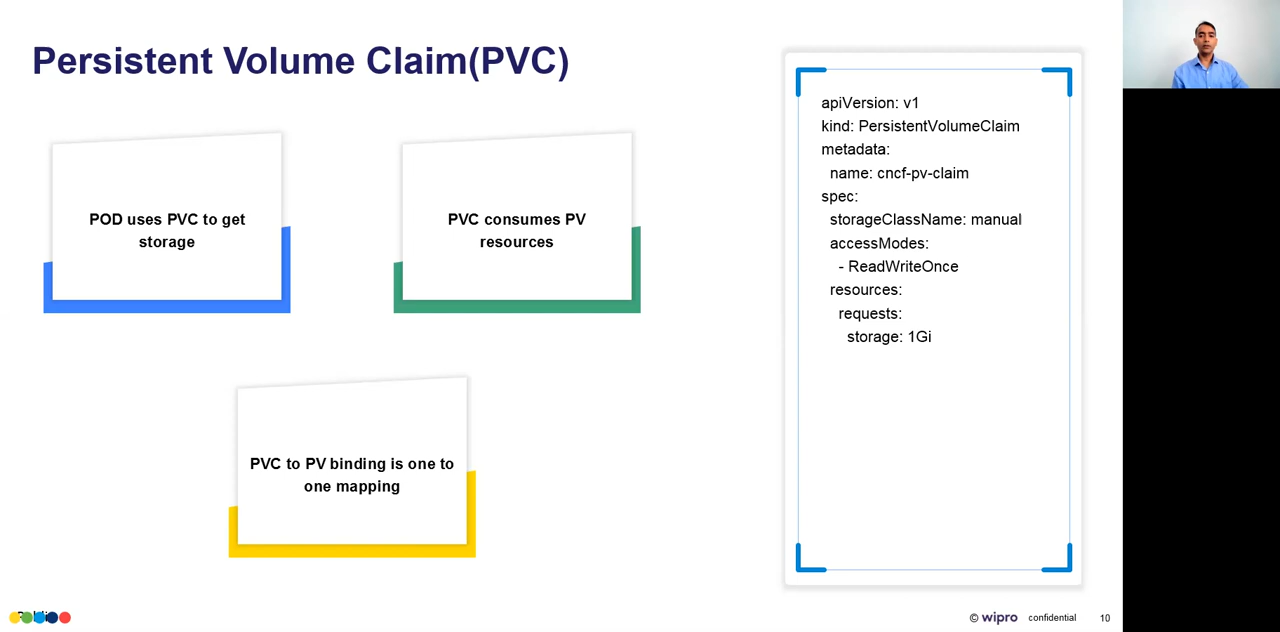 Persistent Volume Claim(PVC)
POD uses PVC to get
storage
PVC consumes PV
resources
PVC to PV binding is one to
one mapping
apiVersion: v1
kind: PersistentVolumeClaim
metadata:
  name: cncf-pv-claim
spec:
  storageClassName: manual
  accessModes:
    - ReadWriteOnce
  resources:
    requests:
      storage: 1Gi
© wipro confidential 10